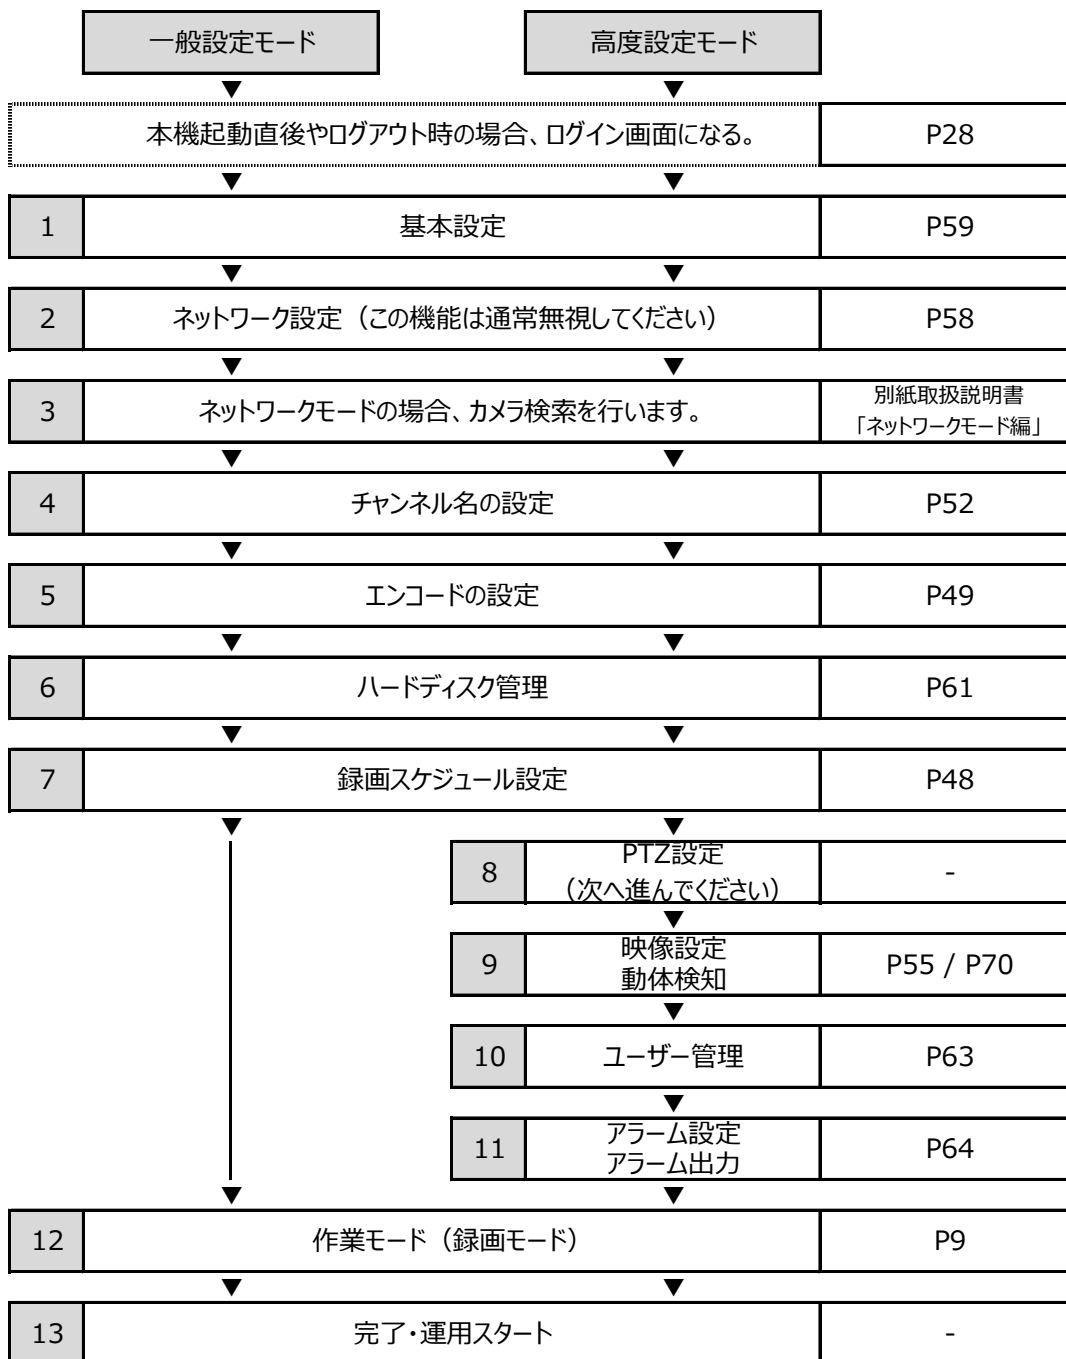 一般設定モード 高度設定モード
▼ ▼
本機起動直後やログアウト時の場合、ログイン画面になる。 P28
▼ ▼
1 基本設定 P59
▼ ▼
2 ネットワーク設定（この機能は通常無視してください） P58
▼ ▼
3 ネットワークモードの場合、カメラ検索を行います。 別紙取扱説明書
「ネットワークモード編」
▼ ▼
4 チャンネル名の設定 P52
▼ ▼
5 エンコードの設定 P49
▼ ▼
6 ハードディスク管理 P61
▼ ▼
7 録画スケジュール設定 P48
▼ ▼
8 PTZ設定 -
（次へ進んでください）
▼
9 映像設定 P55 / P70
動体検知
▼
10 ユーザー管理 P63
▼
11 アラーム設定 P64
アラーム出力
▼ ▼
12 作業モード（録画モード） P9
▼ ▼
13 完了・運用スタート -